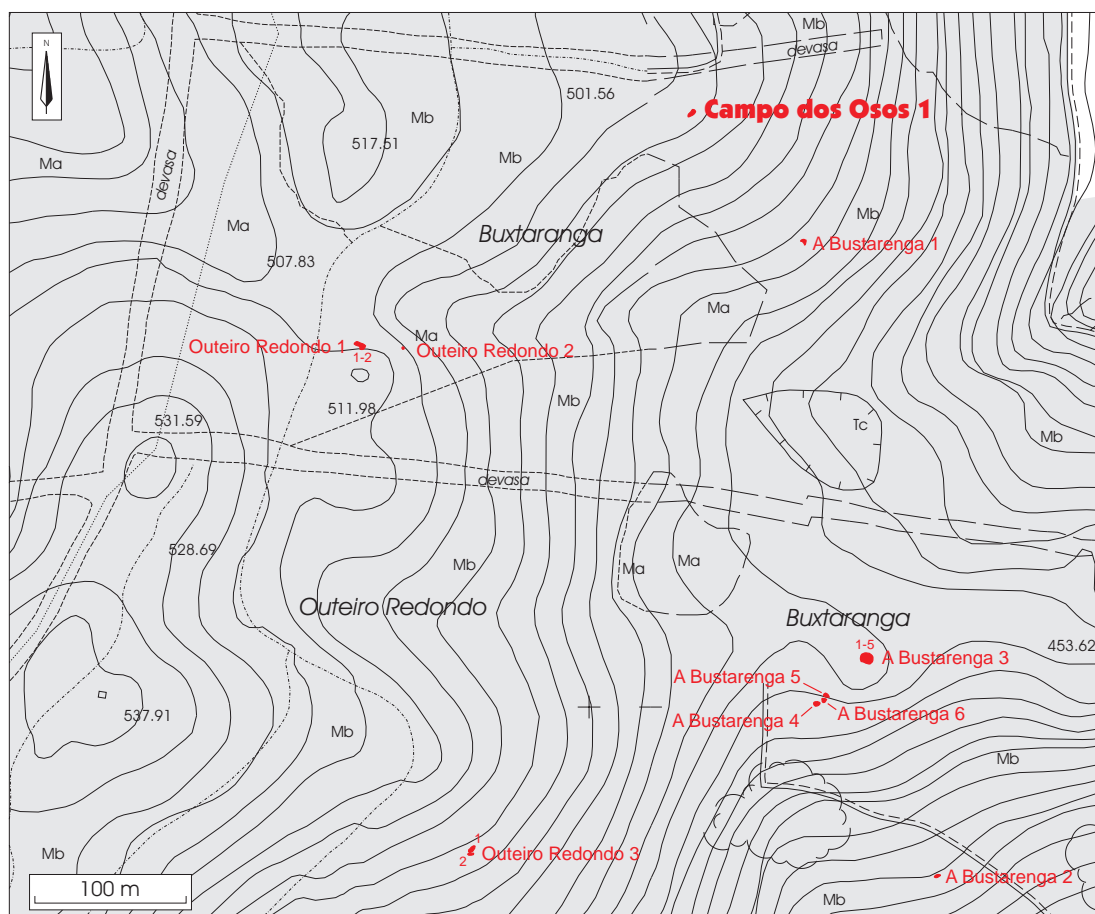 Mb
devasa
N
501.56
Campo dos Osos 1
Mb
517.51
Ma
Mb
devasa
Mb
Ma
Buxtaranga
A Bustarenga 1
507.83
Ma
Ma
Outeiro Redondo 1
1-2
Outeiro Redondo 2
Mb
511.98
531.59
Tc
Mb
devasa
528.69
Mb
Ma
Ma
Outeiro Redondo
Buxtaranga
1-5
453.62
A Bustarenga 3
A Bustarenga 5
537.91
A Bustarenga 4
A Bustarenga 6
Mb
Mb
1
2
Outeiro Redondo 3
Mb
100 m
A Bustarenga 2
Mb